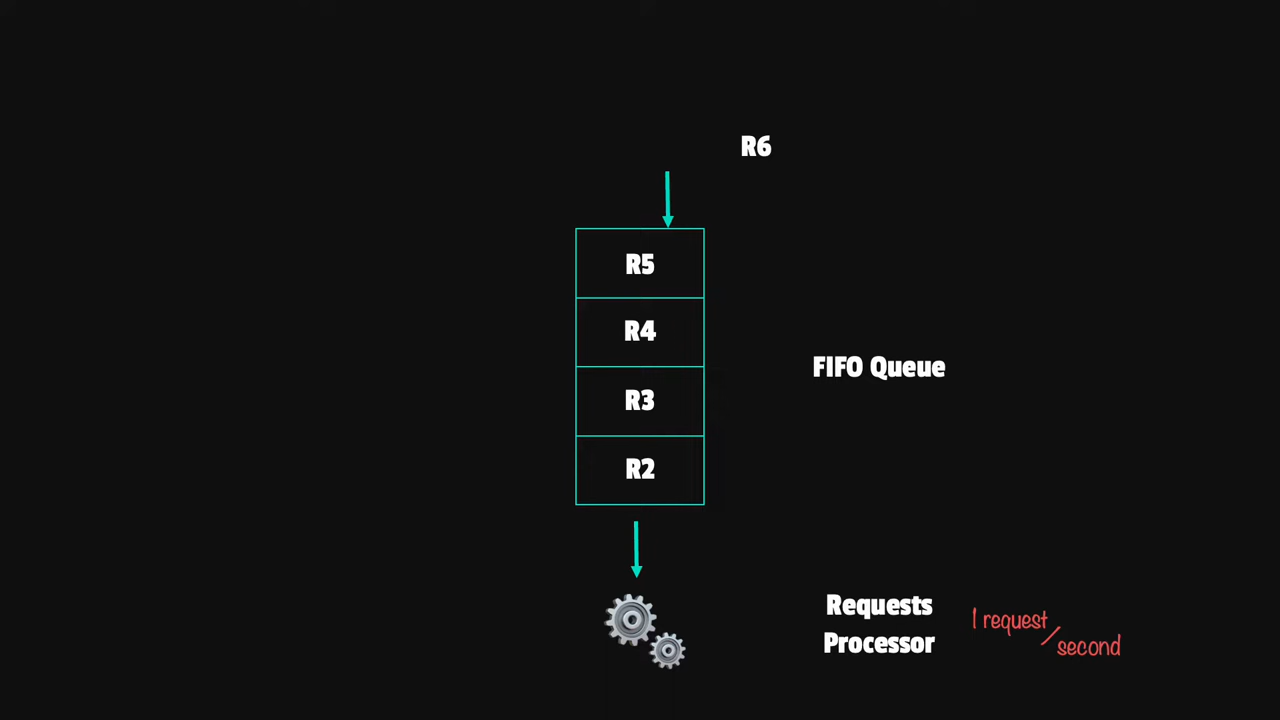 R6
R5
R4
R3
R2
FIFO Queue
Requests
Processor
1 request/
second